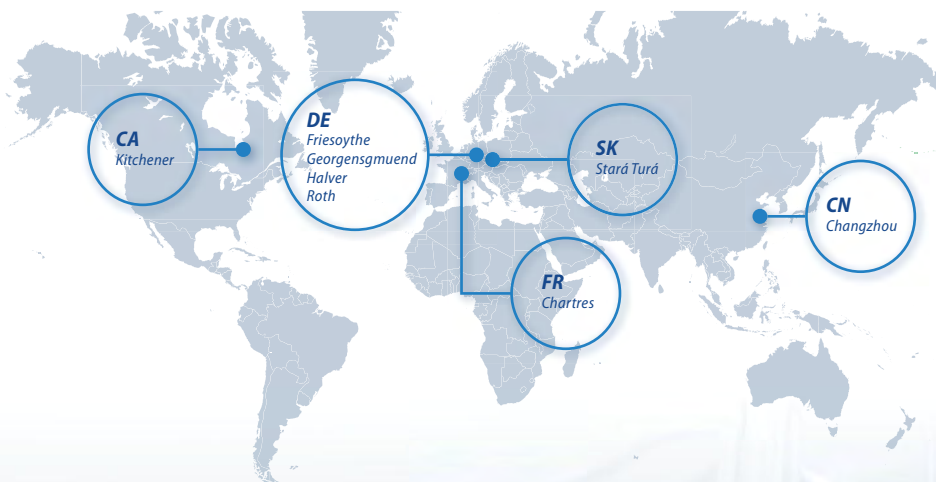 CA
Kitchener
DE
Friesoythe
Georgensgmuend
Halver
Roth
SK
Stará Turá
CN
Changzhou
FR
Chartres